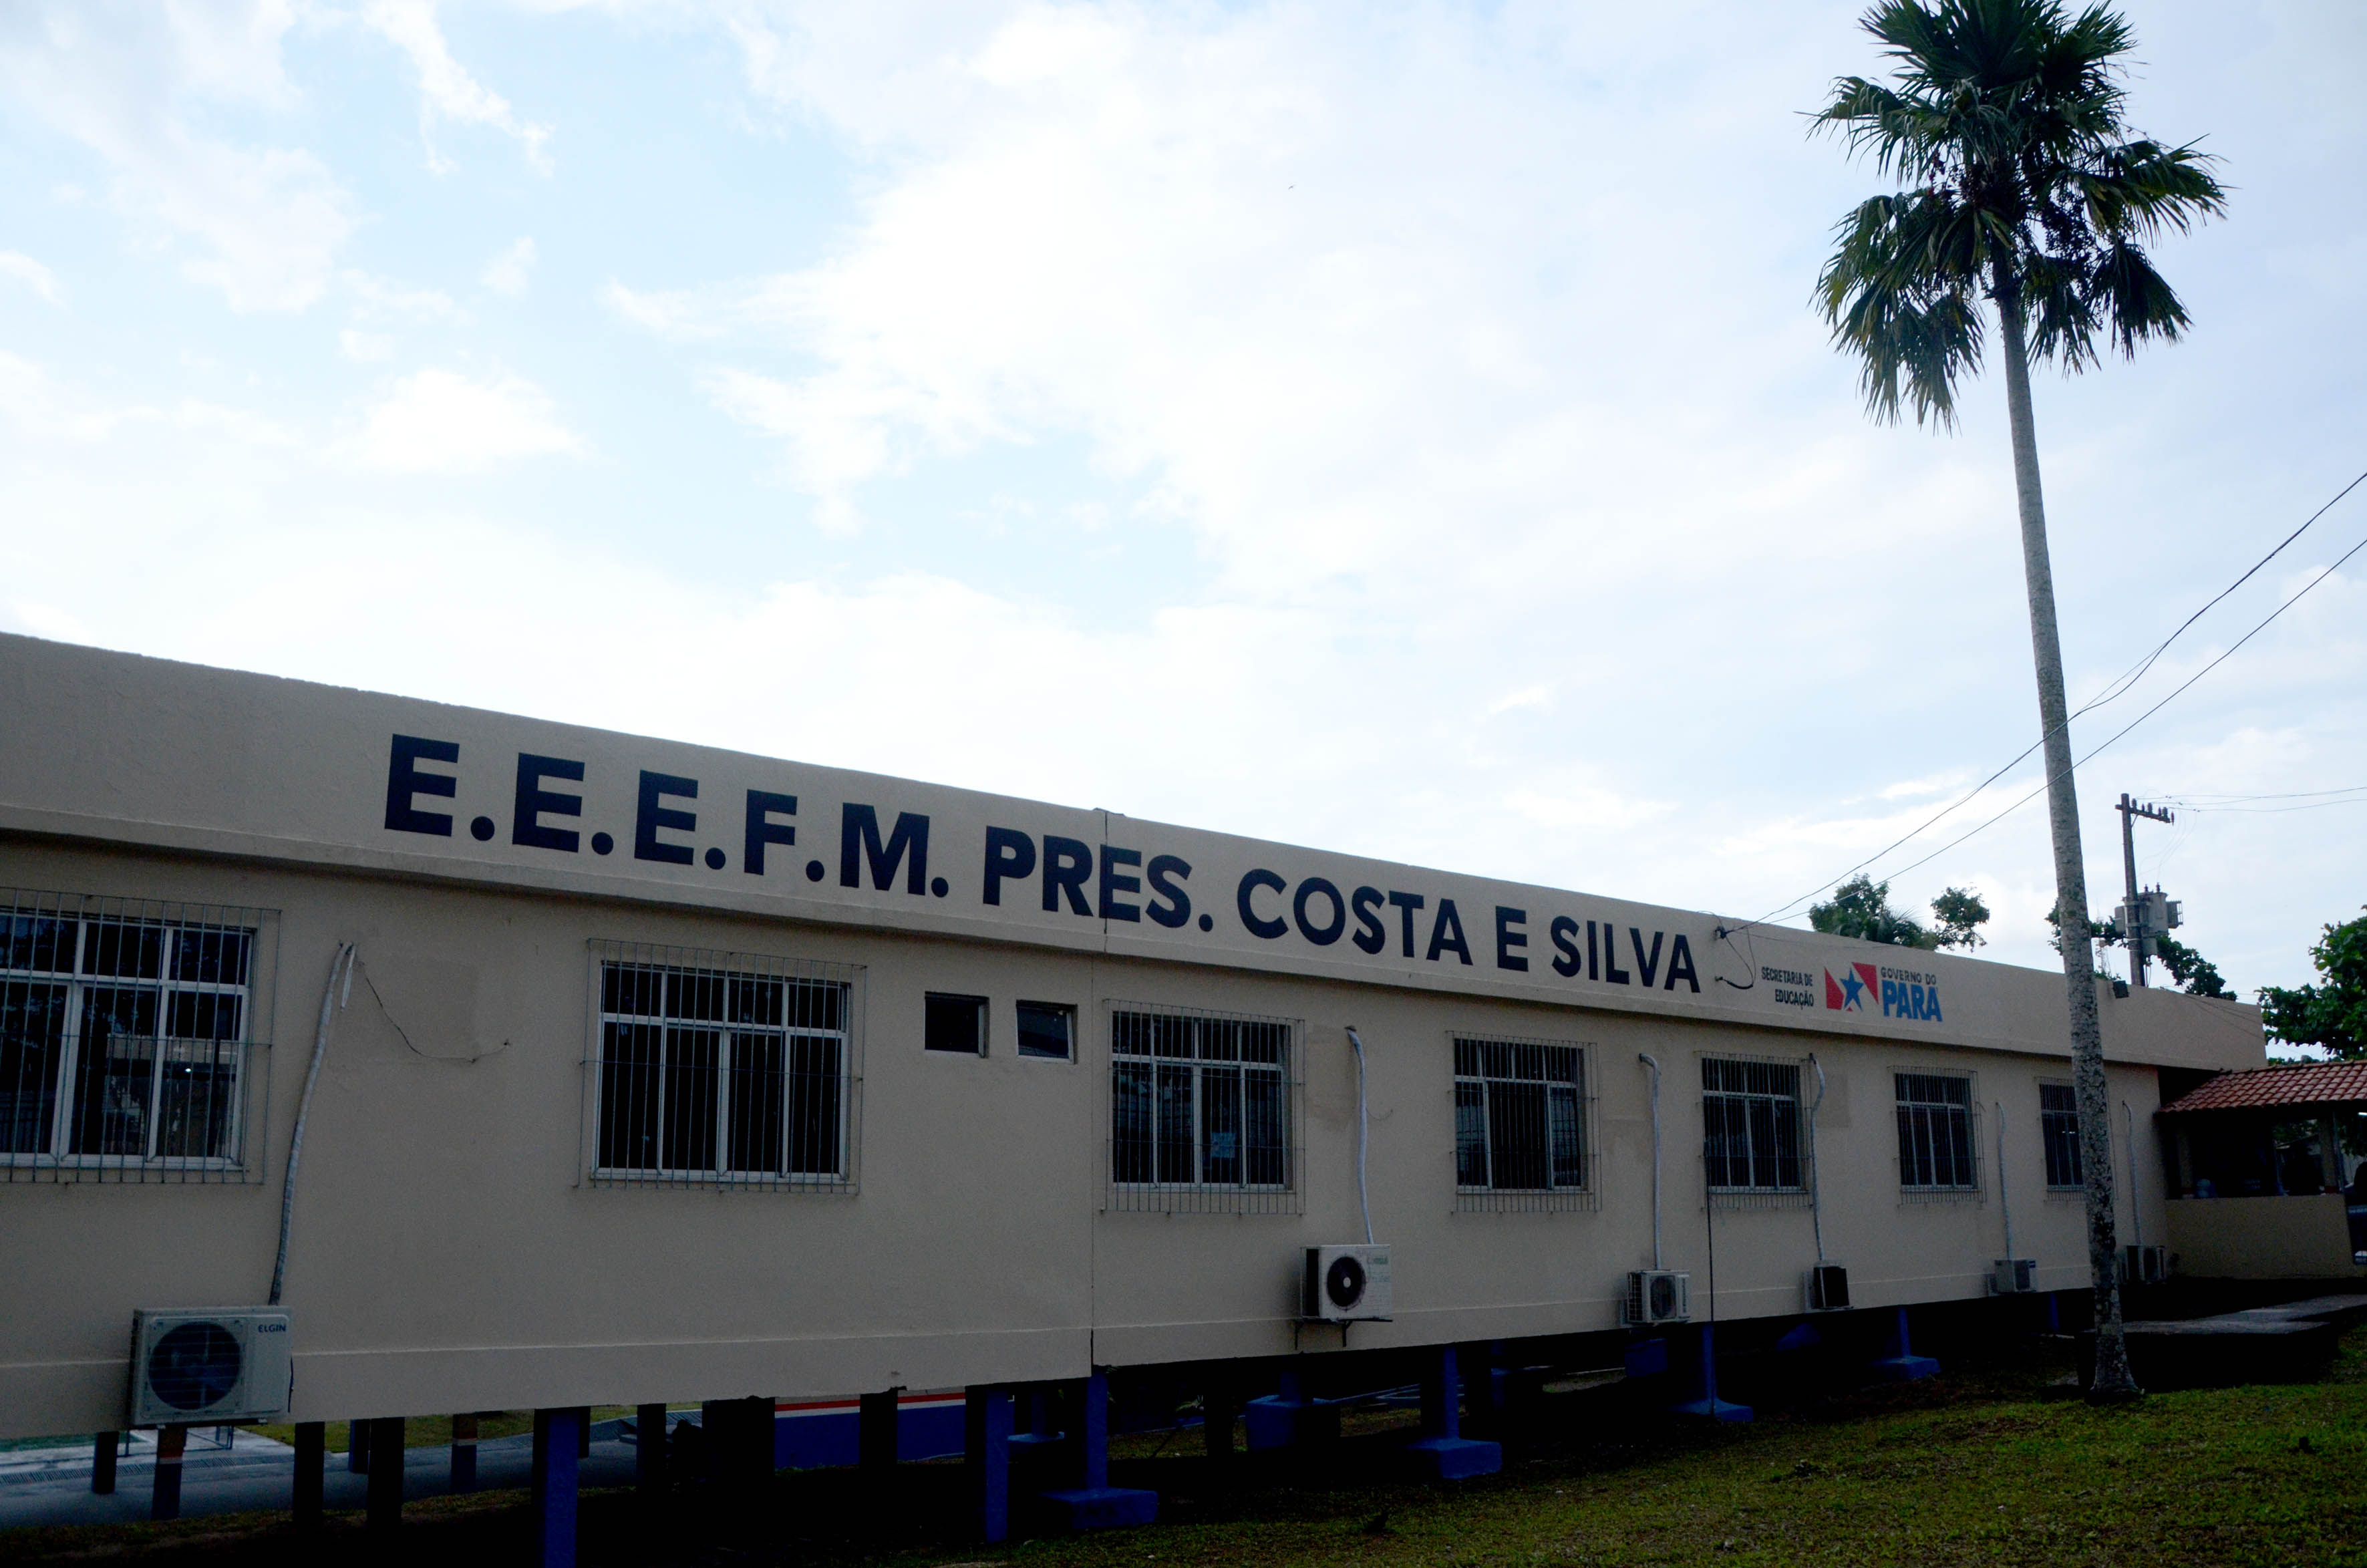 E.E.E.F.M. PRES. COSTA E SILVA
SECRETARIA DE
EDUCAÇÃO
GOVERNO DO
PARÁ
ELGIN